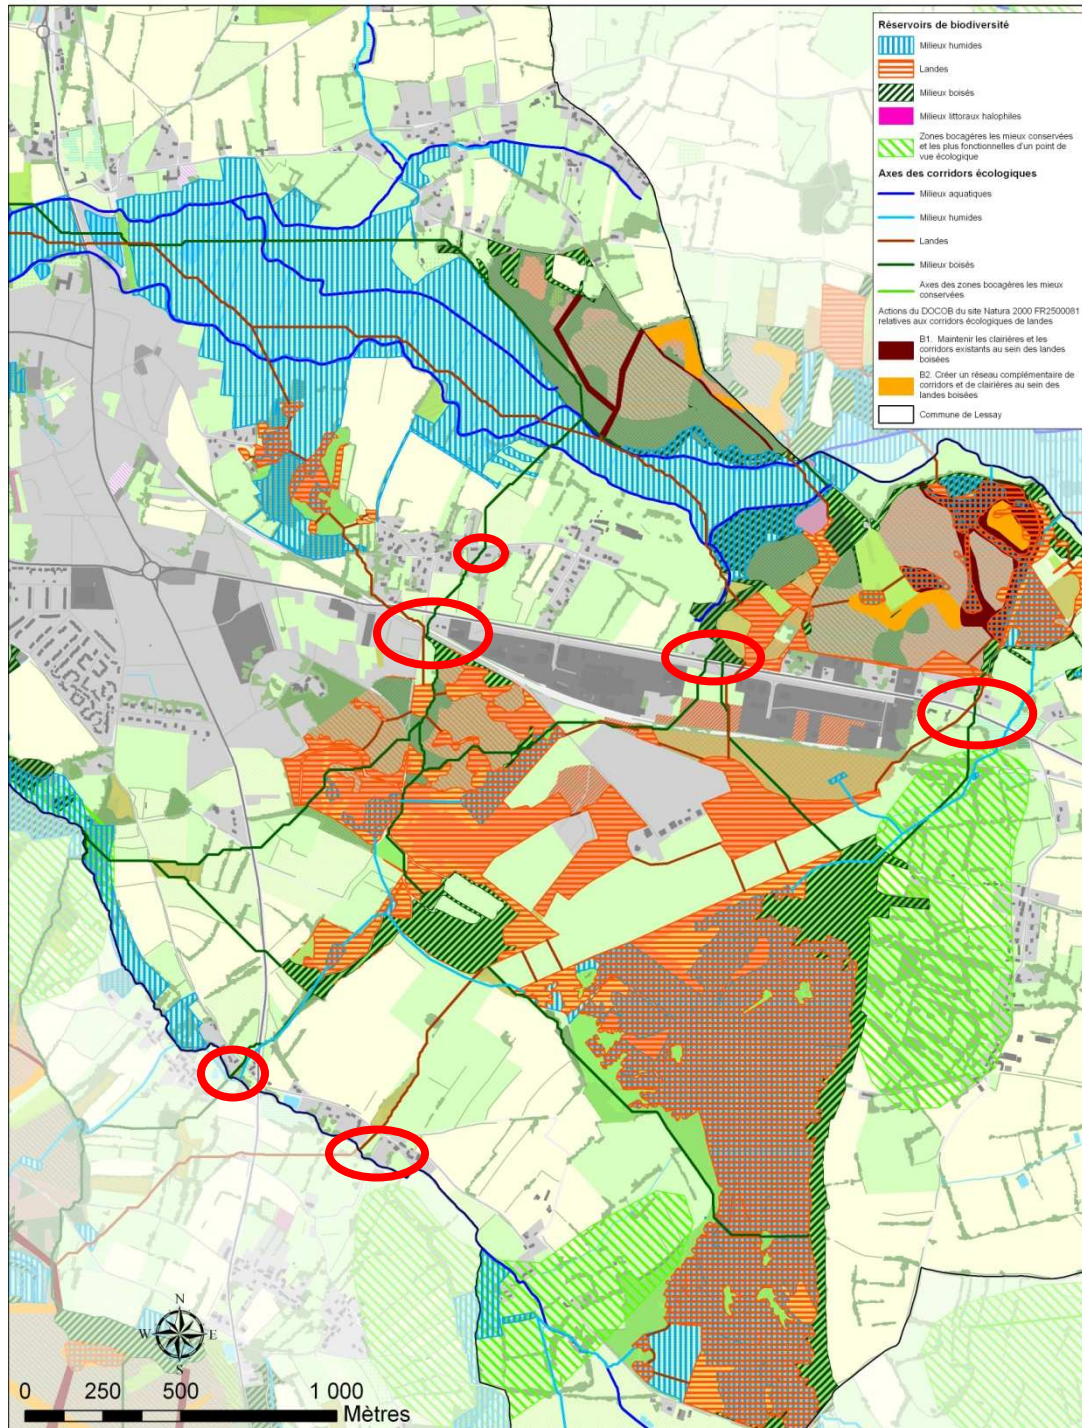 Réservoirs de biodiversité
Milieux humides
Landes
Milieux boisés
Milieux littoraux halophiles
Zones bocagères les mieux conservées
et les plus fonctionnelles d'un point de
vue écologique
Axes des corridors écologiques
Milieux aquatiques
Milieux humides
Landes
Milieux boisés
Axes des zones bocagères les mieux
conservées
Actions du DOCOB du site Natura 2000 FR2500081
relatives aux corridors écologiques de landes
B1. Maintenir les clairières et les
corridors existants au sein des landes
boisées
B2. Créer un réseau complémentaire de
corridors et de clairières au sein des
landes boisées
Commune de Lessay
N
W E
S
0 250 500 1 000
Mètres